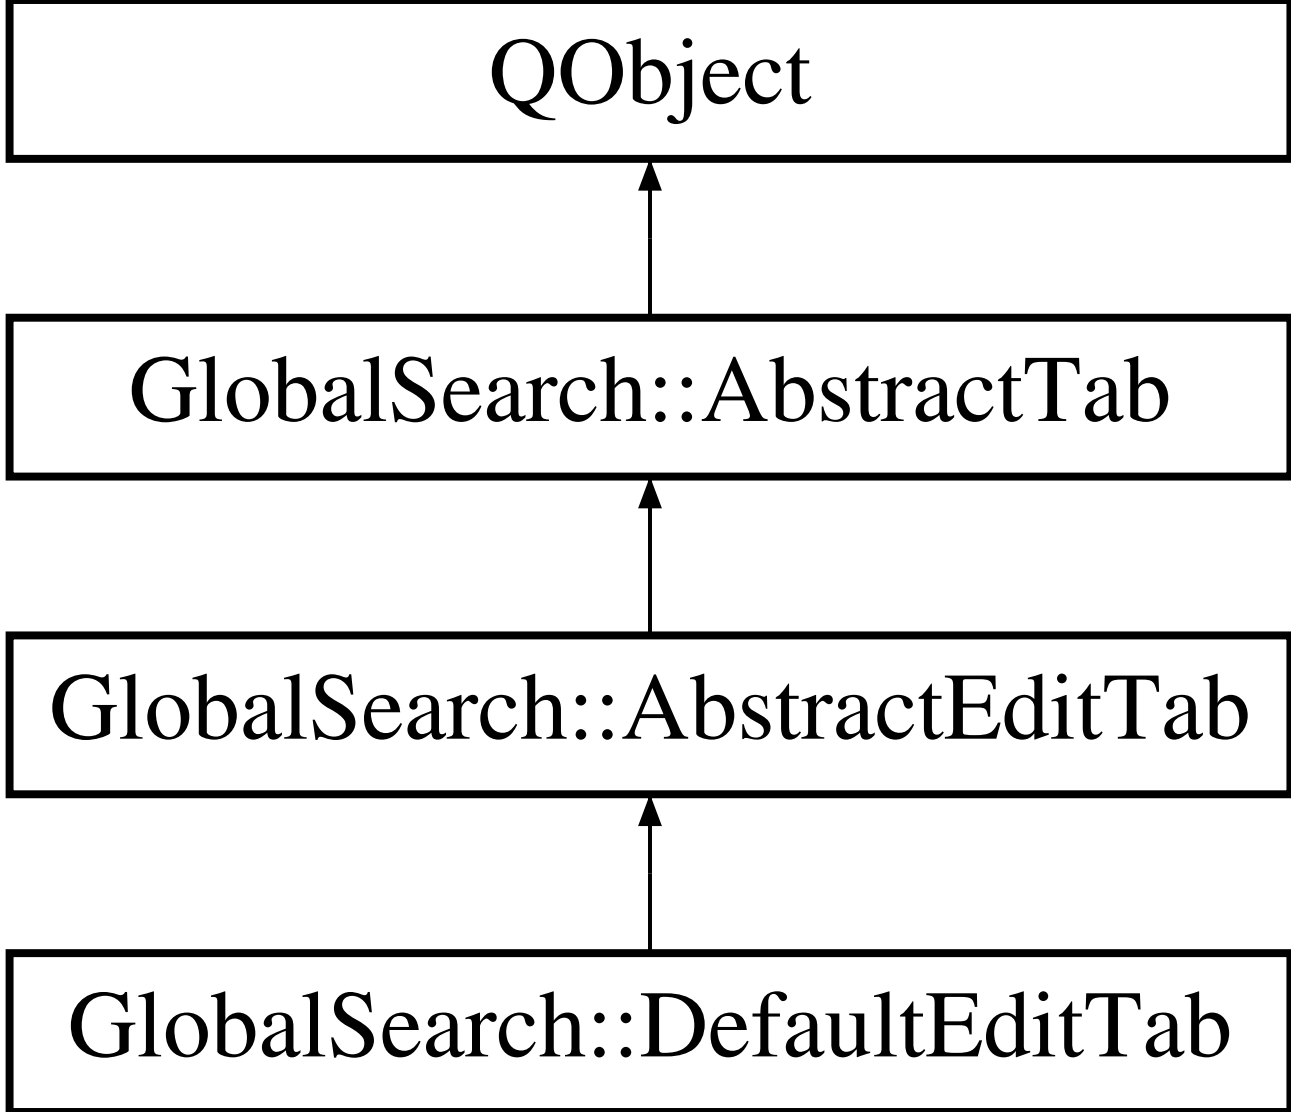 QObject
GlobalSearch::AbstractTab
GlobalSearch::AbstractEditTab
GlobalSearch::DefaultEditTab